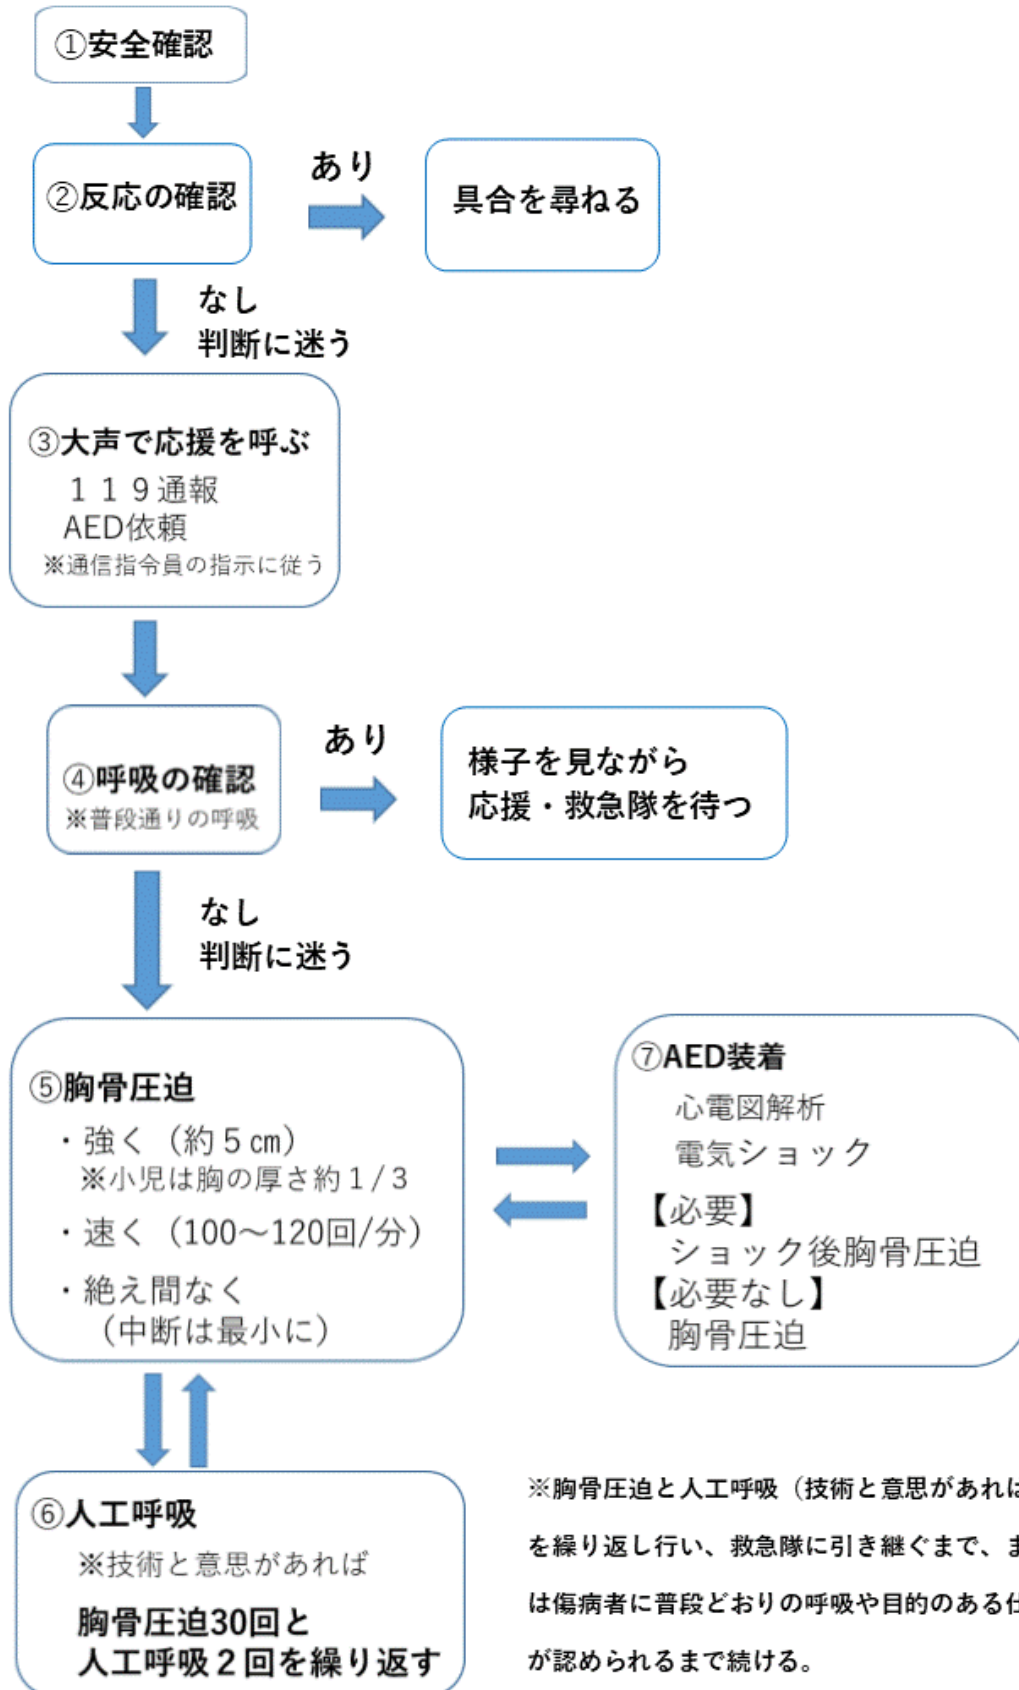 ①安全確認
②反応の確認
あり
具合を尋ねる
なし
判断に迷う
③大声で応援を呼ぶ
１１９通報
AED依頼
※通信指令員の指示に従う
④呼吸の確認
※普段通りの呼吸
あり
様子を見ながら
応援・救急隊を待つ
なし
判断に迷う
⑤胸骨圧迫
・強く（約５㎝）
※小児は胸の厚さ約１/３
・速く（100～120回/分）
・絶え間なく
（中断は最小に）
⑦AED装着
心電図解析
電気ショック
【必要】
ショック後胸骨圧迫
【必要なし】
胸骨圧迫
⑥人工呼吸
※技術と意思があれば
胸骨圧迫30回と
人工呼吸２回を繰り返す
※胸骨圧迫と人工呼吸（技術と意思があれば
を繰り返し行い、救急隊に引き継ぐまで、ま
は傷病者に普段どおりの呼吸や目的のある仕
が認められるまで続ける。